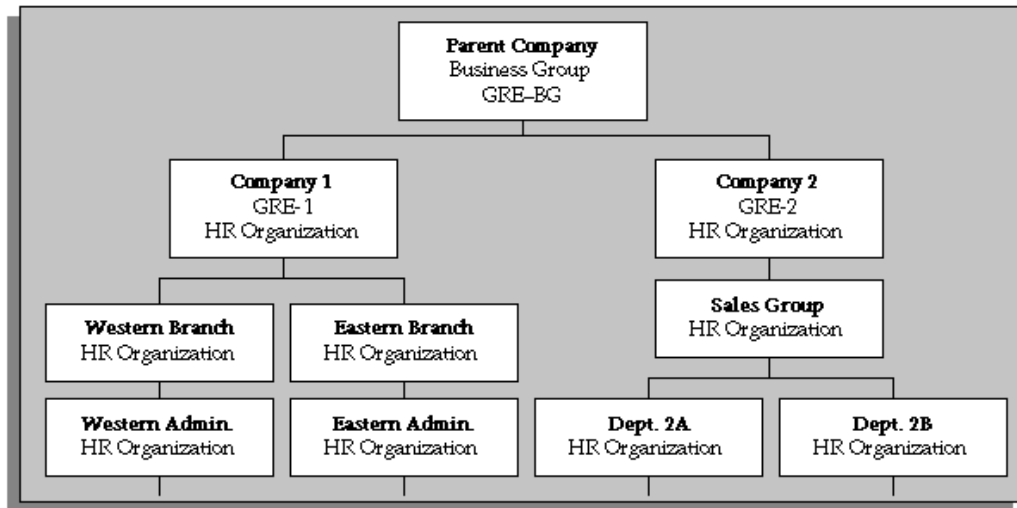 Parent Company
Business Group
GRE–BG
Company 1
GRE-1
HR Organization
Company 2
GRE-2
HR Organization
Western Branch
HR Organization
Eastern Branch
HR Organization
Sales Group
HR Organization
Western Admin.
HR Organization
Eastern Admin.
HR Organization
Dept. 2A
HR Organization
Dept. 2B
HR Organization